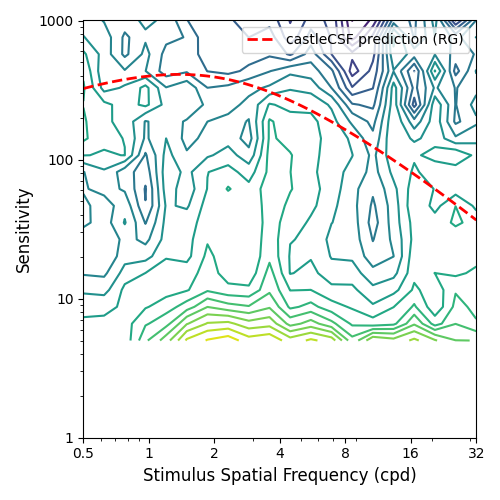 1000
castleCSF prediction (RG)
100
10
1
Sensitivity
0.5 1 2 4 8 16 32
Stimulus Spatial Frequency (cpd)